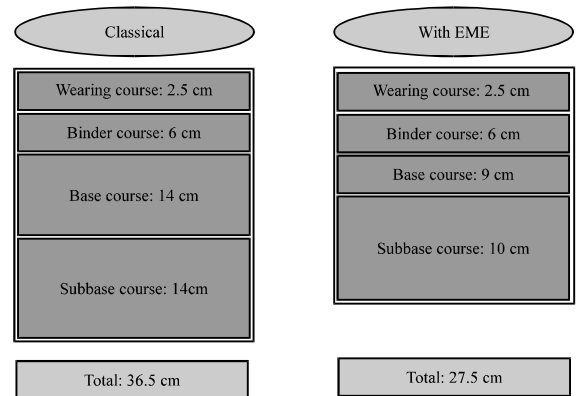 Classical
Wearing course: 2.5 cm
Binder course: 6 cm
Base course: 14 cm
Subbase course: 14cm
Total: 36.5 cm
With EME
Wearing course: 2.5 cm
Binder course: 6 cm
Base course: 9 cm
Subbase course: 10 cm
Total: 27.5 cm